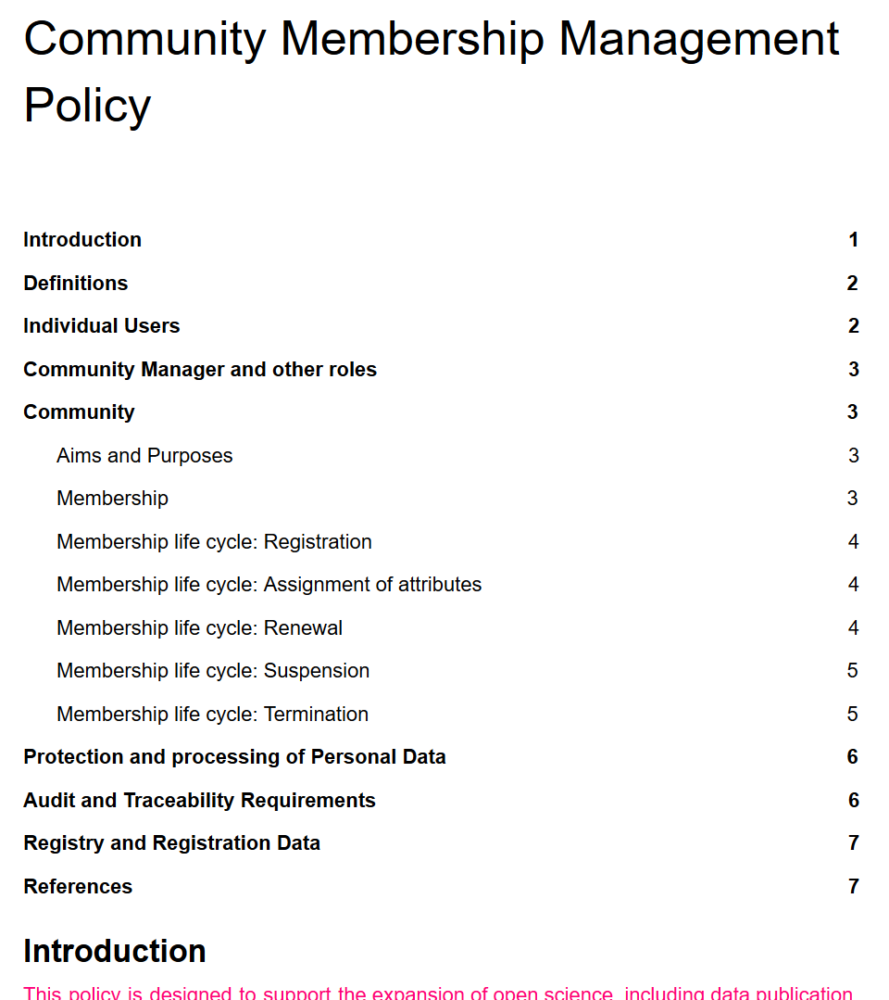 Community Membership Management
Policy
Introduction 1
Definitions 2
Individual Users 2
Community Manager and other roles 3
Community 3
Aims and Purposes 3
Membership 3
Membership life cycle: Registration 4
Membership life cycle: Assignment of attributes 4
Membership life cycle: Renewal 4
Membership life cycle: Suspension 5
Membership life cycle: Termination 5
Protection and processing of Personal Data 6
Audit and Traceability Requirements 6
Registry and Registration Data 7
References 7
Introduction
This policy is designed to support the expansion of open science, including data publication